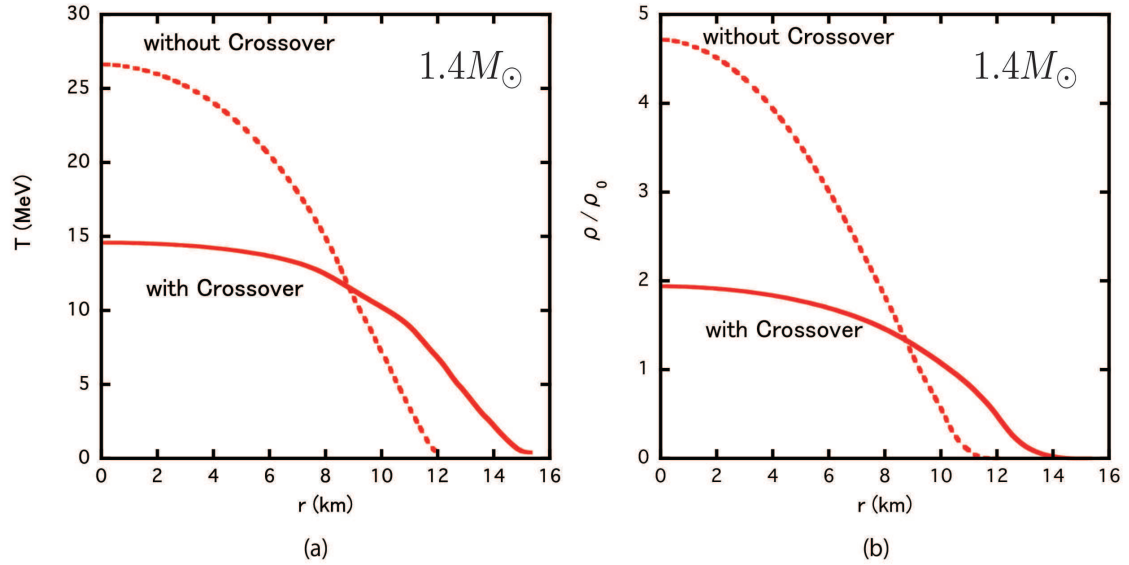 30
25
20
15
10
5
0
T (MeV)
without Crossover
1.4M⊙
with Crossover
0 2 4 6 8 10 12 14 16
r (km)
(a)
5
4
3
2
1
0
ρ / ρ0
without Crossover
1.4M⊙
with Crossover
0 2 4 6 8 10 12 14 16
r (km)
(b)